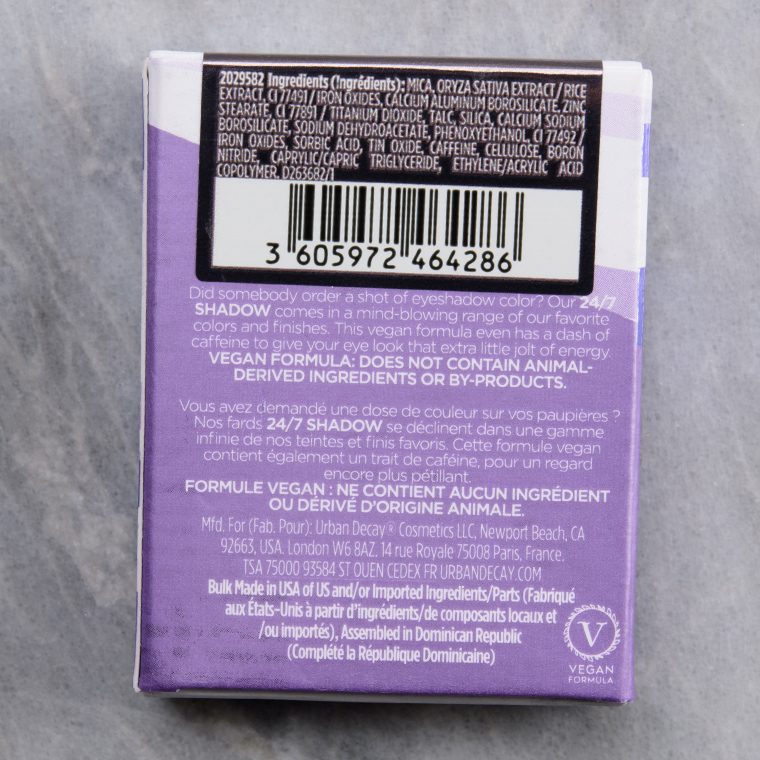 2029582 Ingredients (Ingrédients): MICA, ORYZA SATIVA EXTRACT / RICE
EXTRACT, CI 77491 / IRON OXIDES, CALCIUM ALUMINUM BOROSILICATE, ZINC
STEARATE, CI 77891 / TITANIUM DIOXIDE, TALC, SILICA, CALCIUM SODIUM
BOROSILICATE, SODIUM DEHYDROACETATE, PHENOXYETHANOL, CI 77492 /
IRON OXIDES, SORBIC ACID, TIN OXIDE, CAFFEINE, CELLULOSE, BORON
NITRIDE, CAPRYLIC/CAPRIC TRIGLYCERIDE, ETHYLENE/ACRYLIC ACID
COPOLYMER. D263682/1
3 605972 464286
Did somebody order a shot of eyeshadow color? Our 24/7
SHADOW comes in a mind-blowing range of our favorite
colors and finishes. This vegan formula even has a dash of
caffeine to give your eye look that extra little jolt of energy.
VEGAN FORMULA: DOES NOT CONTAIN ANIMAL-
DERIVED INGREDIENTS OR BY-PRODUCTS.
Vous avez demandé une dose de couleur sur vos paupières ?
Nos fards 24/7 SHADOW se déclinent dans une gamme
infinie de nos teintes et finis favoris. Cette formule vegan
contient également un trait de caféine, pour un regard
encore plus pétillant.
FORMULE VEGAN : NE CONTIENT AUCUN INGRÉDIENT
OU DÉRIVÉ D'ORIGINE ANIMALE.
Mfd. For (Fab. Pour): Urban Decay® Cosmetics LLC, Newport Beach, CA
92663, USA. London W6 8AZ. 14 rue Royale 75008 Paris, France.
TSA 75000 93584 ST OUEN CEDEX FR URBANDECAY.COM
Bulk Made in USA of US and/or Imported Ingredients/Parts (Fabriqué
aux États-Unis à partir d'ingrédients/de composants locaux et
/ou importés), Assembled in Dominican Republic
(Complété la République Dominicaine)
V
VEGAN
FORMULA